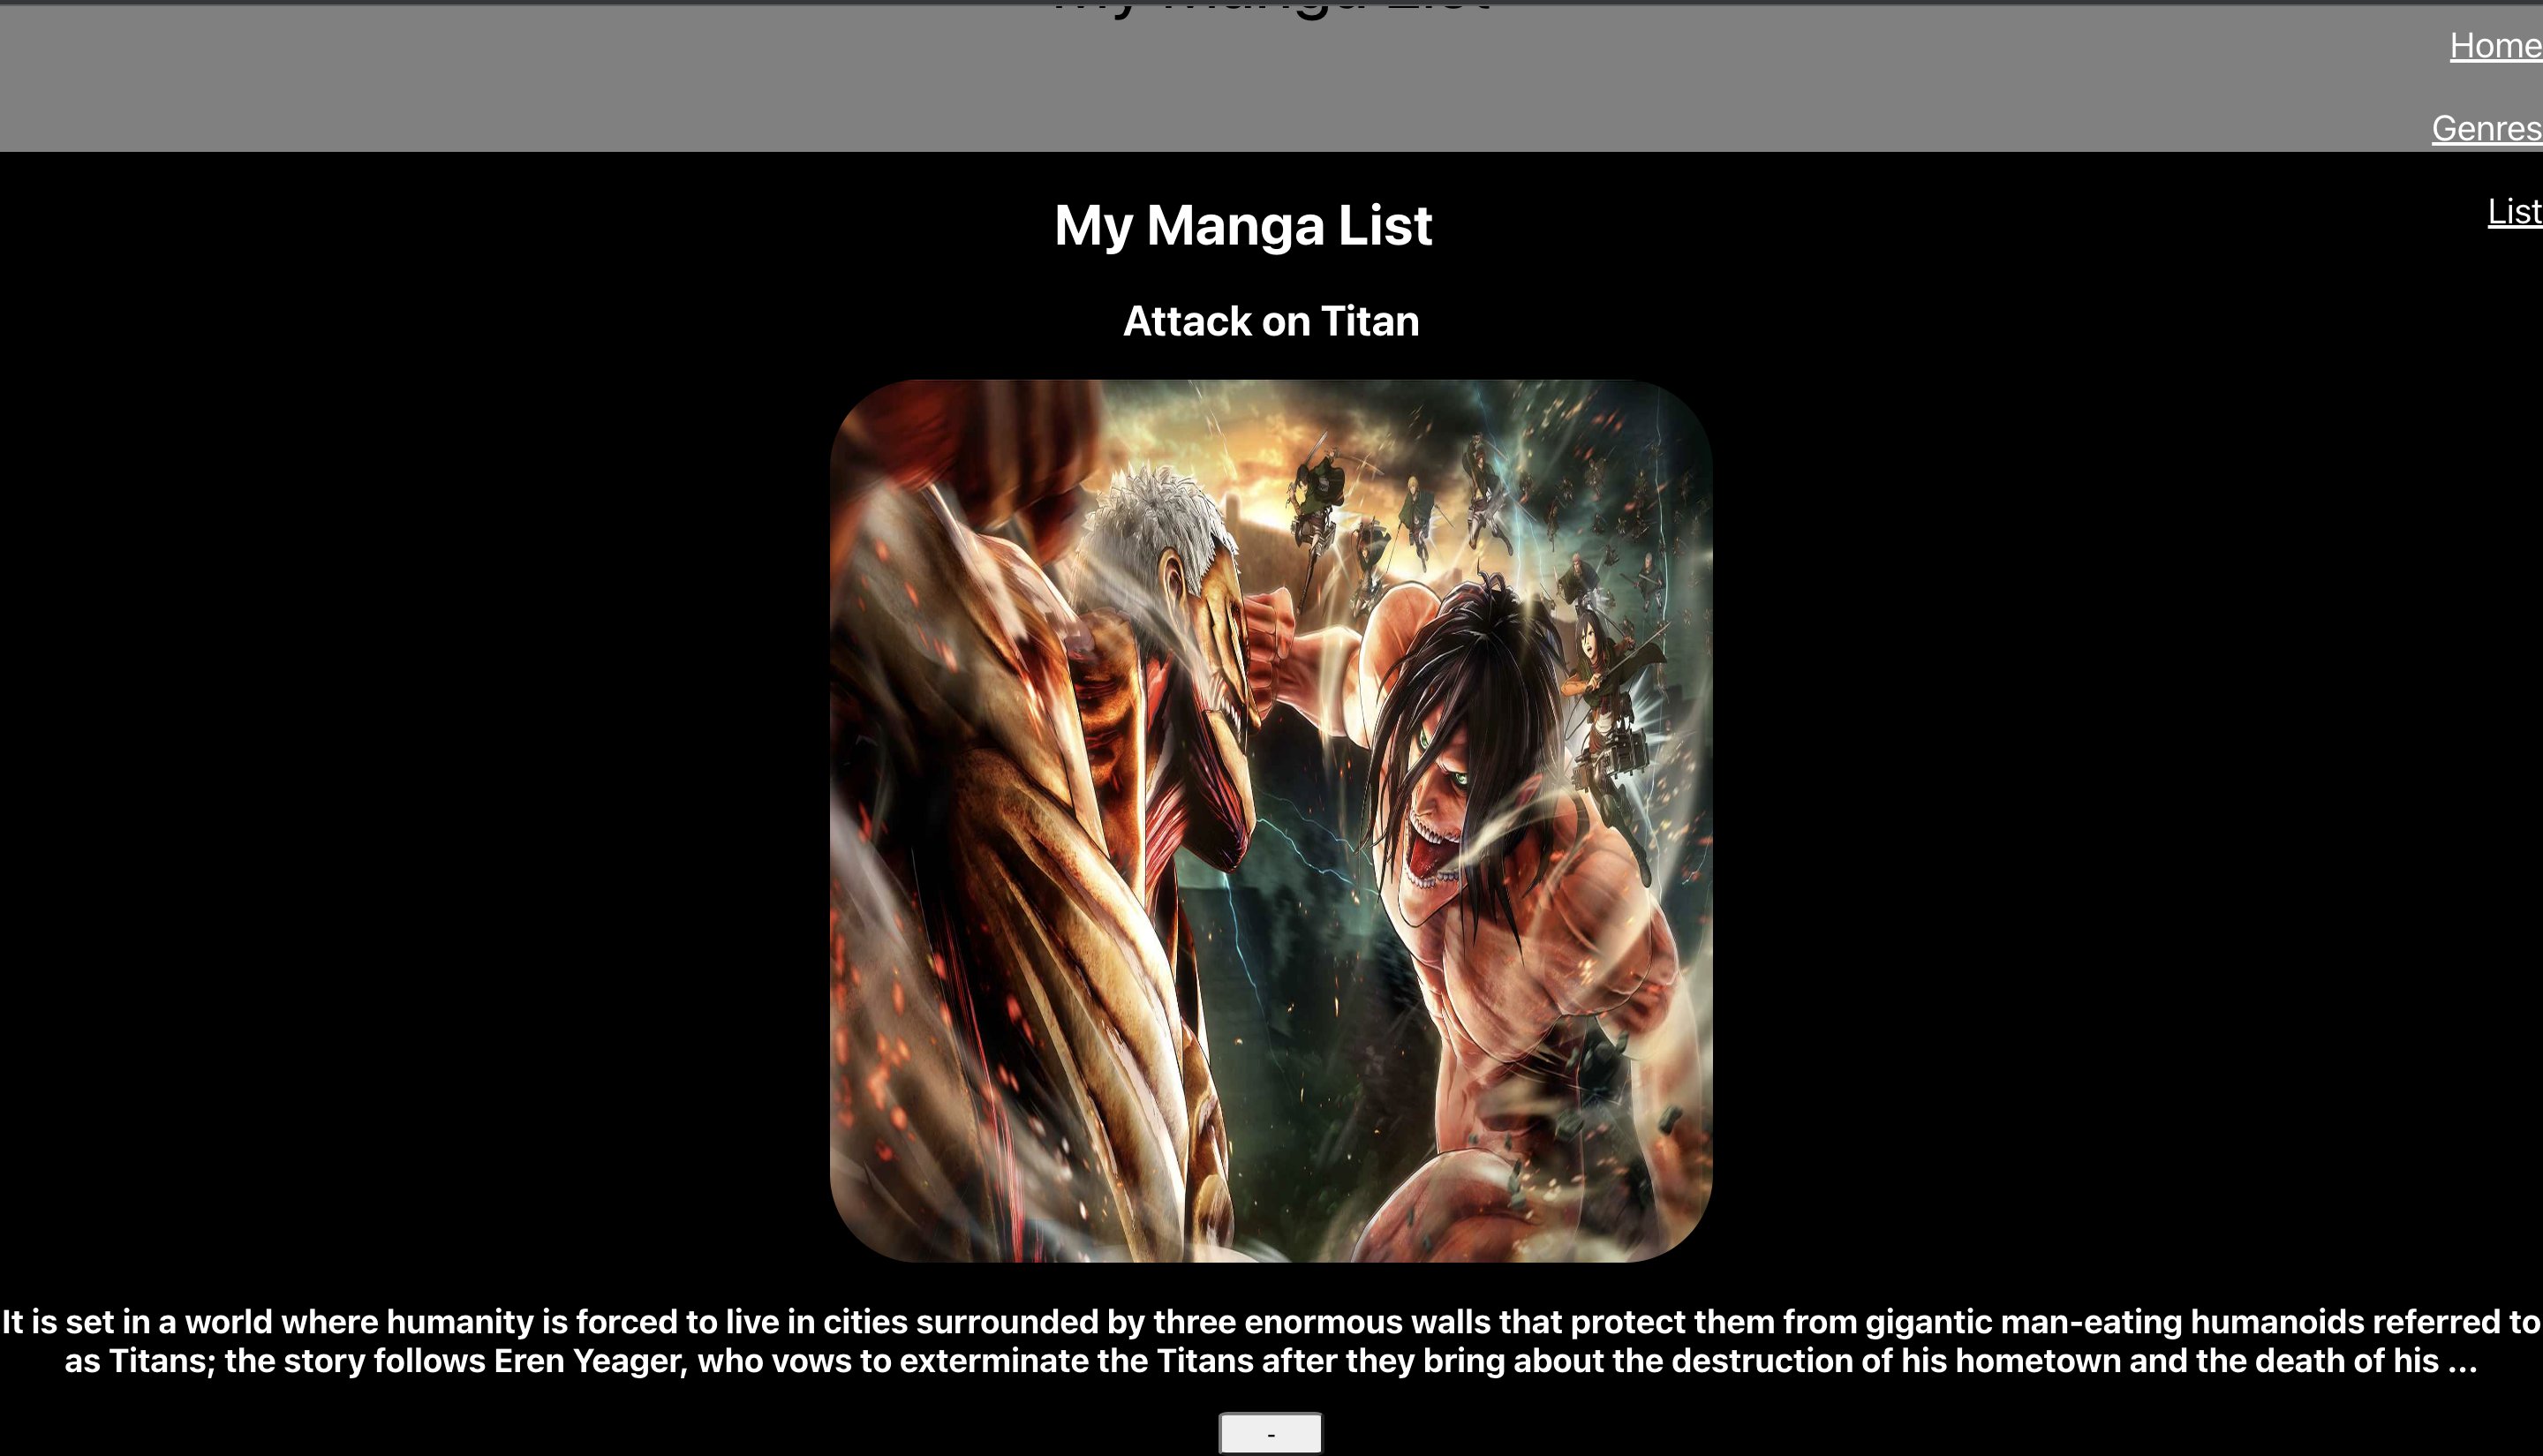 My Manga List
Home
Genres
List
My Manga List
Attack on Titan
It is set in a world where humanity is forced to live in cities surrounded by three enormous walls that protect them from gigantic man-eating humanoids referred to
as Titans; the story follows Eren Yeager, who vows to exterminate the Titans after they bring about the destruction of his hometown and the death of his ...
-